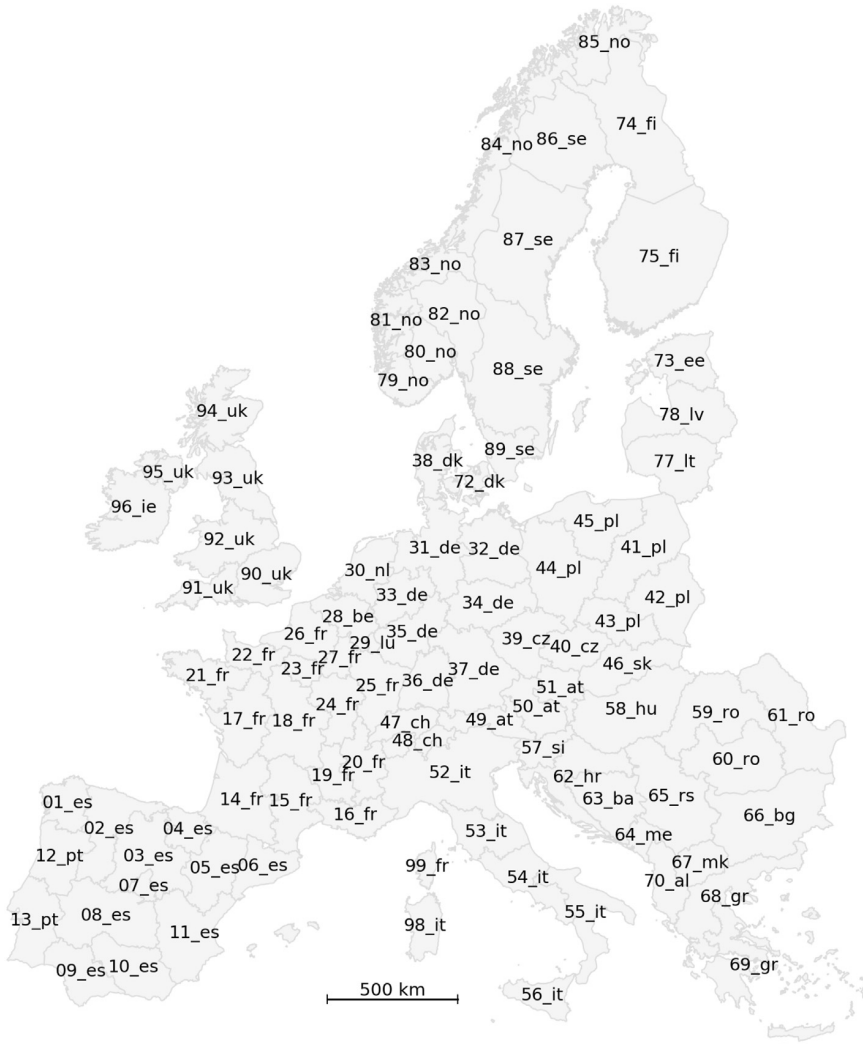 85_no
74_fi
84_no
86_se
87_se
75_fi
83_no
82_no
81_no
80_no
79_no
88_se
73_ee
94_uk
78_lv
89_se
38_dk
77_lt
95_uk
93_uk
72_dk
96_ie
45_pl
92_uk
31_de
32_de
41_pl
30_nl
44_pl
90_uk
91_uk
33_de
34_de
42_pl
28_be
43_pl
26_fr
35_de
29_lu
39_cz
40_cz
22_fr
27_fr
23_fr
46_sk
37_de
21_fr
36_de
25_fr
51_at
24_fr
50_at
58_hu
59_ro
61_ro
17_fr
18_fr
47_ch
49_at
48_ch
57_si
60_ro
20_fr
19_fr
52_it
62_hr
01_es
14_fr
15_fr
63_ba
65_rs
16_fr
66_bg
02_es
04_es
53_it
64_me
12_pt
03_es
05_es
06_es
99_fr
67_mk
07_es
54_it
70_al
68_gr
13_pt
08_es
55_it
11_es
98_it
09_es
10_es
69_gr
500 km
56_it